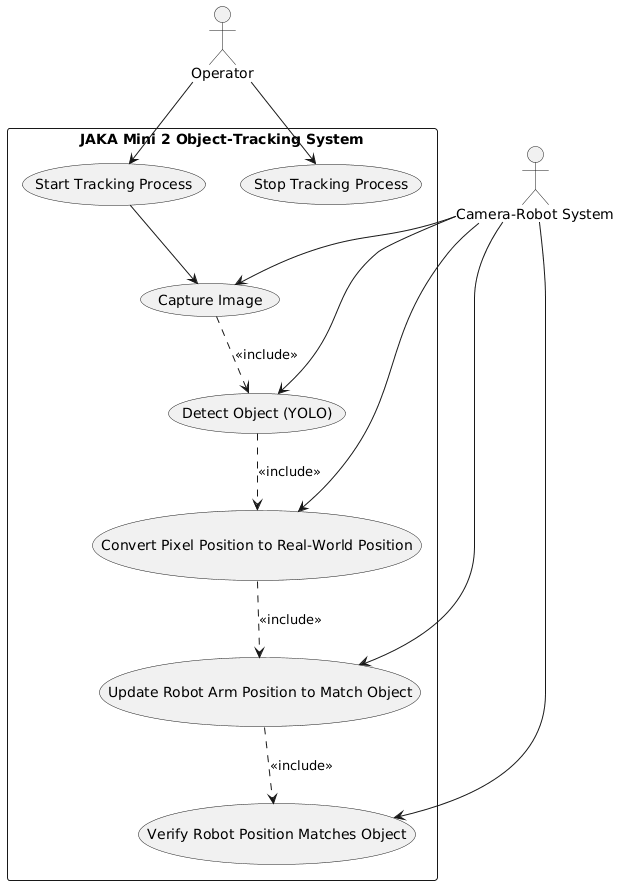 Operator
JAKA Mini 2 Object-Tracking System
Start Tracking Process
Stop Tracking Process
Camera-Robot System
Capture Image
«include»
Detect Object (YOLO)
«include»
Convert Pixel Position to Real-World Position
«include»
Update Robot Arm Position to Match Object
«include»
Verify Robot Position Matches Object